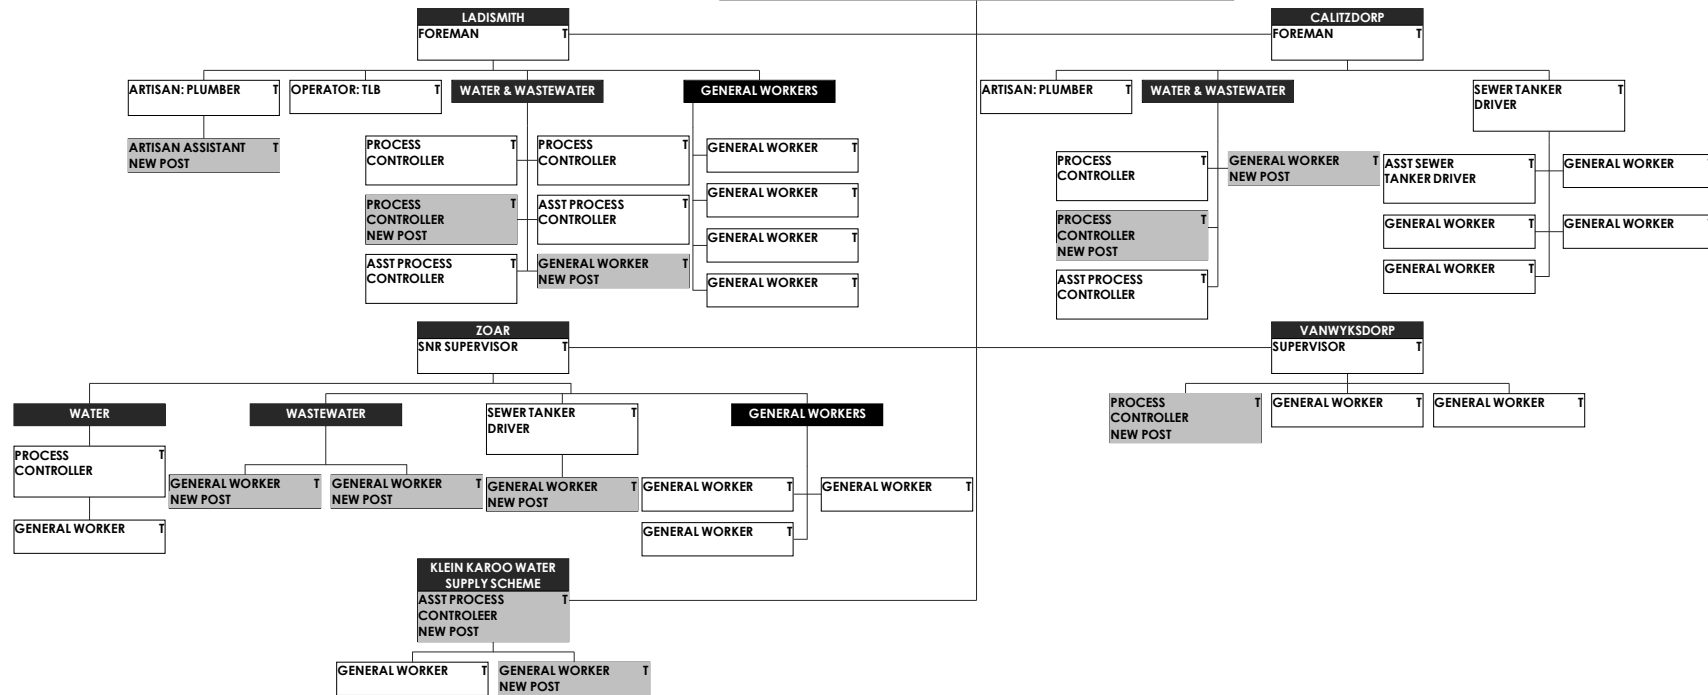 LADISMITH
FOREMAN T
CALITZDORP
FOREMAN T
ARTISAN: PLUMBER T
OPERATOR: TLB T
WATER & WASTEWATER
GENERAL WORKERS
ARTISAN ASSISTANT T
NEW POST
PROCESS T
CONTROLLER
PROCESS T
CONTROLLER
PROCESS T
CONTROLLER
NEW POST
ASST PROCESS T
CONTROLLER
ASST PROCESS T
CONTROLLER
GENERAL WORKER T
NEW POST
GENERAL WORKER T
GENERAL WORKER T
GENERAL WORKER T
GENERAL WORKER T
ARTISAN: PLUMBER T
WATER & WASTEWATER
SEWER TANKER T
DRIVER
PROCESS T
CONTROLLER
GENERAL WORKER T
NEW POST
PROCESS T
CONTROLLER
NEW POST
ASST PROCESS T
CONTROLLER
ASST SEWER T
TANKER DRIVER
GENERAL WORKER T
GENERAL WORKER T
GENERAL WORKER T
GENERAL WORKER T
ZOAR
SNR SUPERVISOR T
VANWYKSDORP
SUPERVISOR T
WATER
WASTEWATER
SEWER TANKER T
DRIVER
GENERAL WORKERS
PROCESS T
CONTROLLER
GENERAL WORKER T
GENERAL WORKER T
NEW POST
GENERAL WORKER T
NEW POST
GENERAL WORKER T
NEW POST
GENERAL WORKER T
GENERAL WORKER T
GENERAL WORKER T
PROCESS T
CONTROLLER
NEW POST
GENERAL WORKER T
GENERAL WORKER T
KLEIN KAROO WATER
SUPPLY SCHEME
ASST PROCESS T
CONTROLEER
NEW POST
GENERAL WORKER T
GENERAL WORKER T
NEW POST